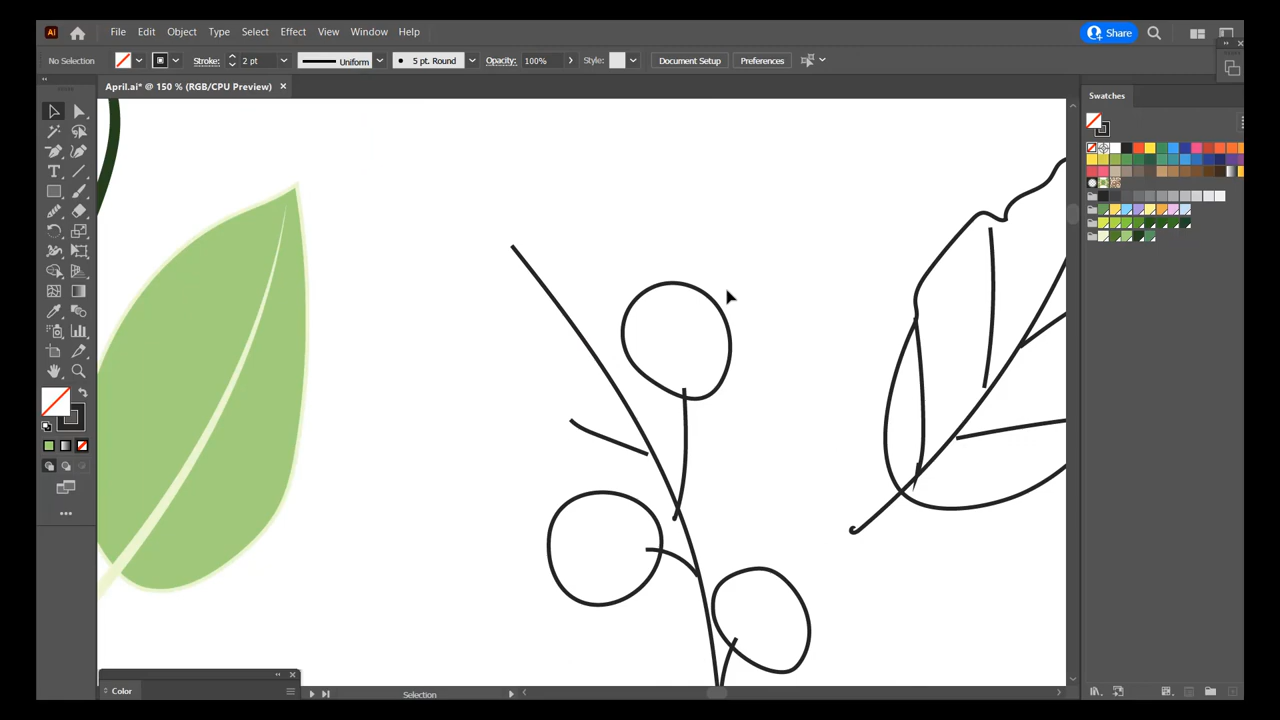 Ai File Edit Object Type Select Effect View Window Help Share
No Selection Stroke: 2 pt Uniform 5 pt. Round Opacity: 100% Style: Document Setup Preferences
April.ai* @ 150 % (RGB/CPU Preview)
Swatches
Color
Selection